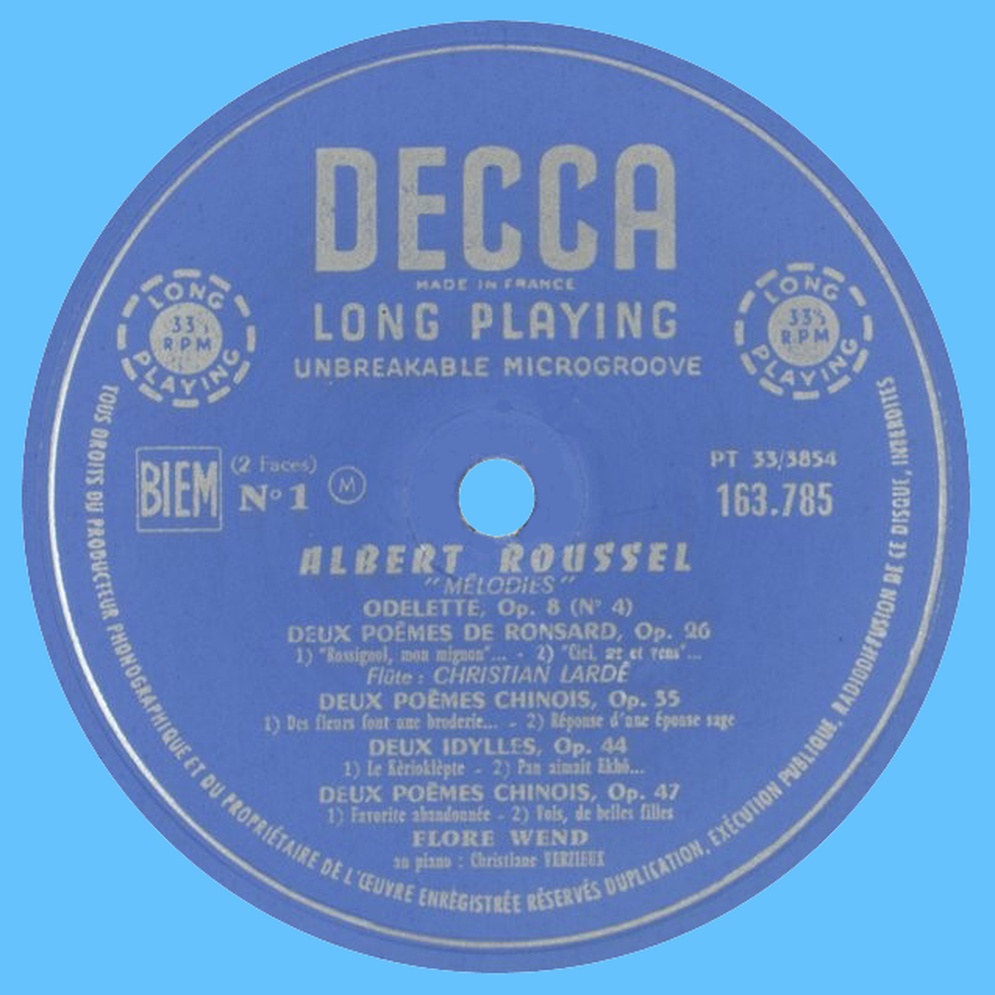 DECCA
MADE IN FRANCE
LONG PLAYING
UNBREAKABLE MICROGROOVE
LONG PLAYING
33⅓
RPM
LONG PLAYING
33⅓
RPM
BIEM
(2 Faces)
Nº 1
M
PT 33/3854
163.785
ALBERT ROUSSEL
"MÉLODIES"
ODELETTE, Op. 8 (Nº 4)
DEUX POÈMES DE RONSARD, Op. 26
1) "Rossignol, mon mignon"... - 2) "Ciel, aer et vens"...
Flûte : CHRISTIAN LARDÉ
DEUX POÈMES CHINOIS, Op. 35
1) Des fleurs font une broderie... - 2) Réponse d'une épouse sage
DEUX IDYLLES, Op. 44
1) Le Kérioklèpte - 2) Pan aimait Ekhô...
DEUX POÈMES CHINOIS, Op. 47
1) Favorite abandonnée - 2) Vois, de belles filles
FLORE WEND
au piano : Christiane VERZIEUX
TOUS DROITS DU PRODUCTEUR PHONOGRAPHIQUE ET DU PROPRIÉTAIRE DE L'ŒUVRE ENREGISTRÉE RÉSERVÉS DUPLICATION, EXÉCUTION PUBLIQUE, RADIODIFFUSION DE CE DISQUE, INTERDITES